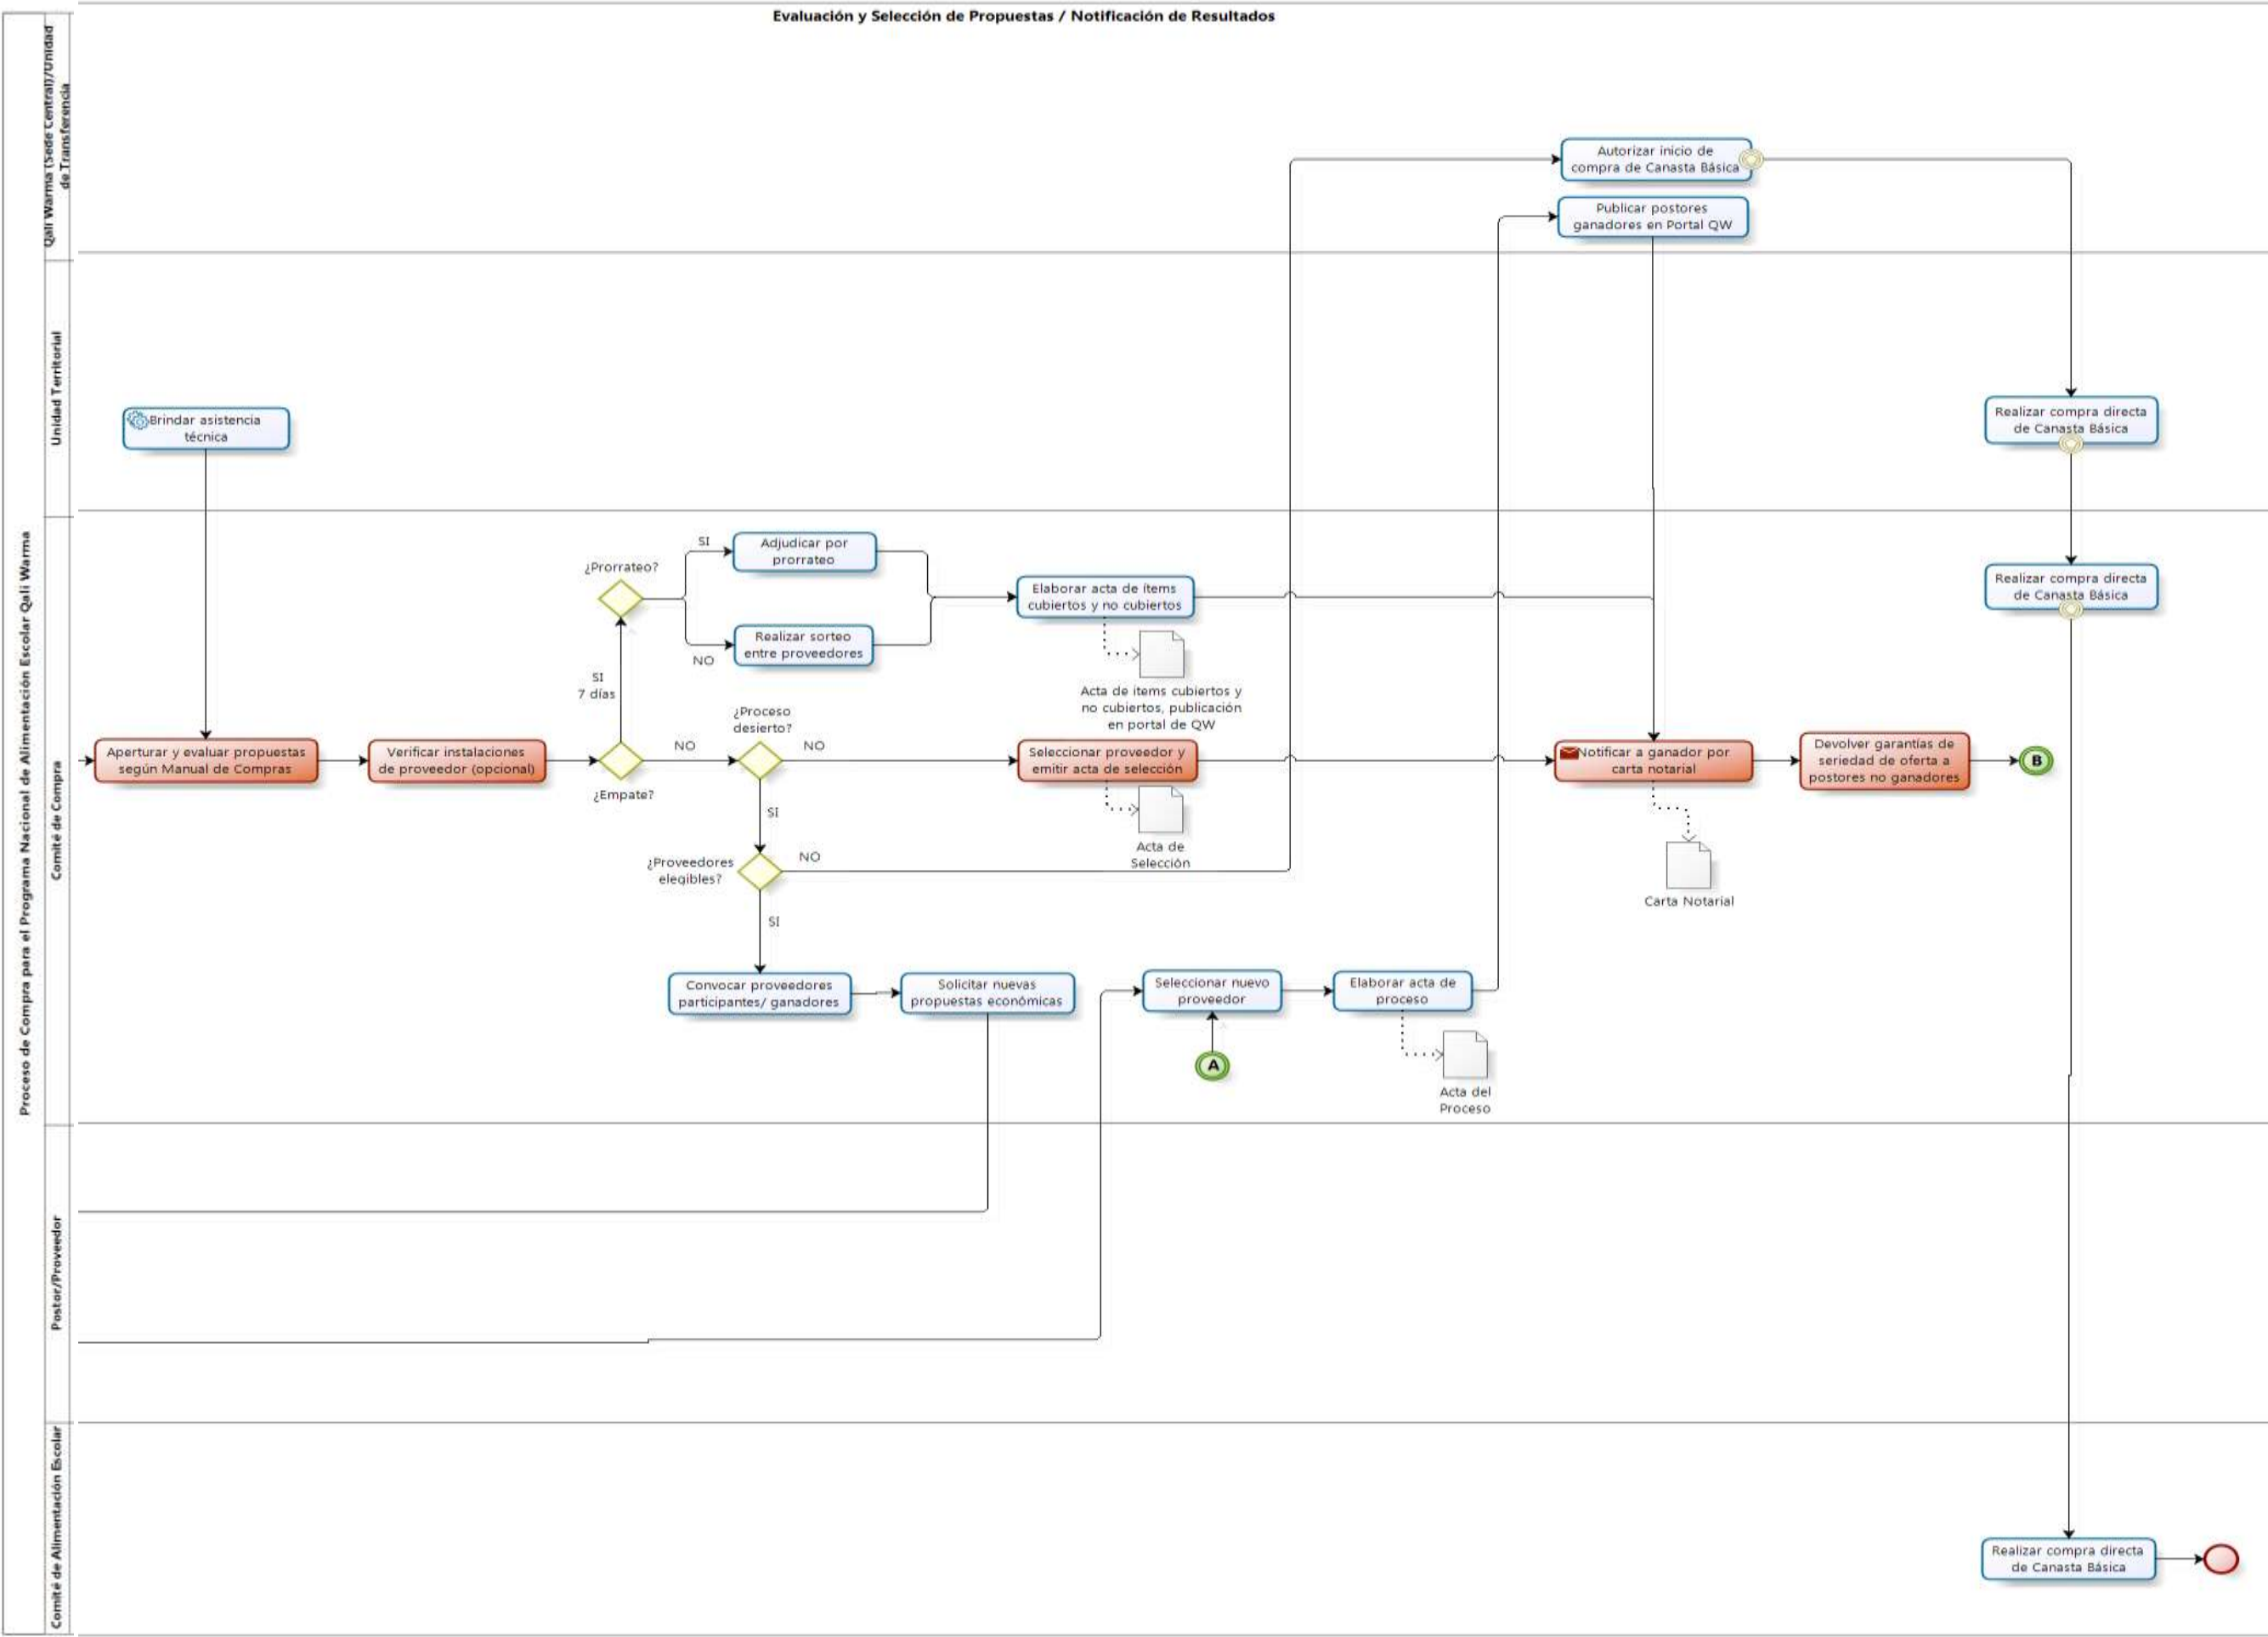 Evaluación y Selección de Propuestas / Notificación de Resultados
Proceso de Compra para el Programa Nacional de Alimentación Escolar Qali Warma
Qali Warma (Sede Central)/Unidad
de Transferencia
Autorizar inicio de
compra de Canasta Básica
Publicar postores
ganadores en Portal QW
Unidad Territorial
Brindar asistencia
técnica
Realizar compra directa
de Canasta Básica
Comité de Compra
¿Prorrateo?
SI
Adjudicar por
prorrateo
NO
Realizar sorteo
entre proveedores
Elaborar acta de ítems
cubiertos y no cubiertos
Acta de items cubiertos y
no cubiertos, publicación
en portal de QW
Realizar compra directa
de Canasta Básica
SI
7 días
Aperturar y evaluar propuestas
según Manual de Compras
Verificar instalaciones
de proveedor (opcional)
¿Empate?
NO
¿Proceso
desierto?
NO
Seleccionar proveedor y
emitir acta de selección
Acta de
Selección
Notificar a ganador por
carta notarial
Carta Notarial
Devolver garantías de
seriedad de oferta a
postores no ganadores
B
SI
¿Proveedores
elegibles?
NO
SI
Convocar proveedores
participantes/ ganadores
Solicitar nuevas
propuestas económicas
Seleccionar nuevo
proveedor
A
Elaborar acta de
proceso
Acta del
Proceso
Postor/Proveedor
Comité de Alimentación Escolar
Realizar compra directa
de Canasta Básica